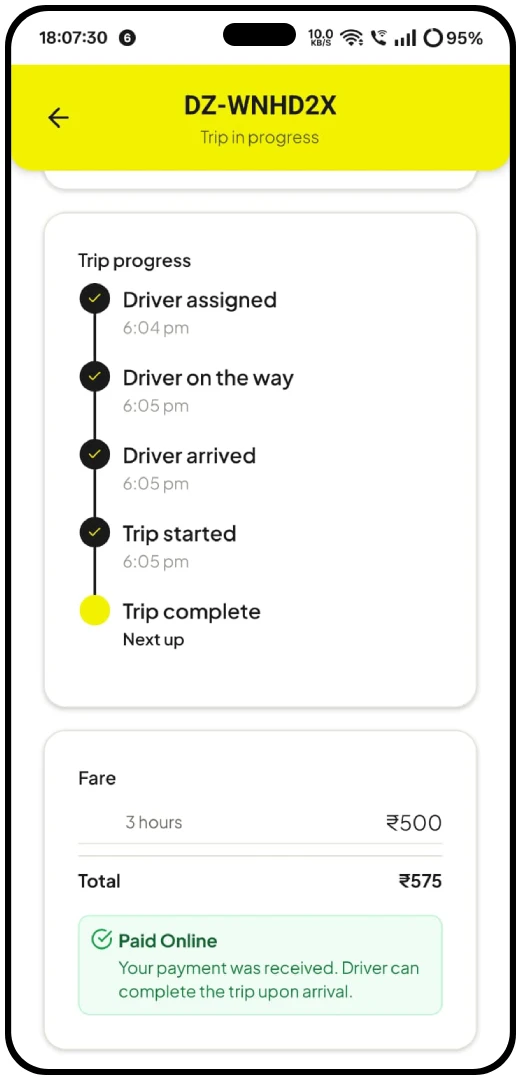 18:07:30 6 10.0 KB/S 95%
DZ-WNHD2X
Trip in progress
Trip progress
Driver assigned
6:04 pm
Driver on the way
6:05 pm
Driver arrived
6:05 pm
Trip started
6:05 pm
Trip complete
Next up
Fare
3 hours ₹500
Total ₹575
Paid Online
Your payment was received. Driver can
complete the trip upon arrival.